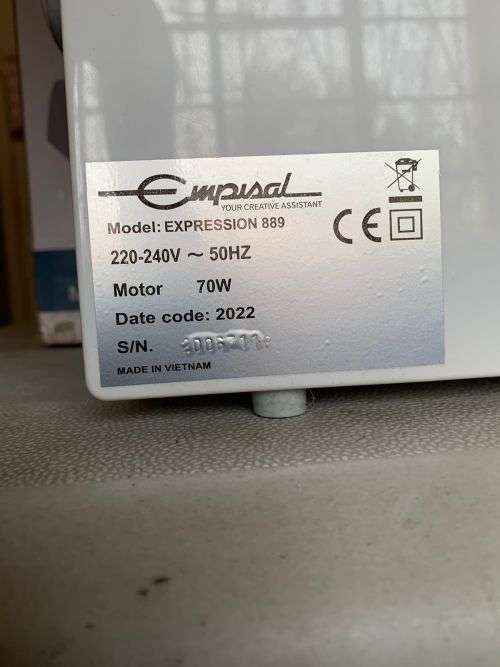 Empisal
YOUR CREATIVE ASSISTANT
Model: EXPRESSION 889
220-240V ~ 50HZ
Motor 70W
Date code: 2022
S/N.
MADE IN VIETNAM
CE